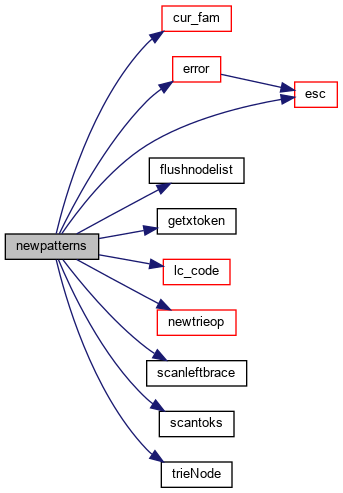 cur_fam
error
esc
flushnodelist
getxtoken
newpatterns
lc_code
newtrieop
scanleftbrace
scantoks
trieNode